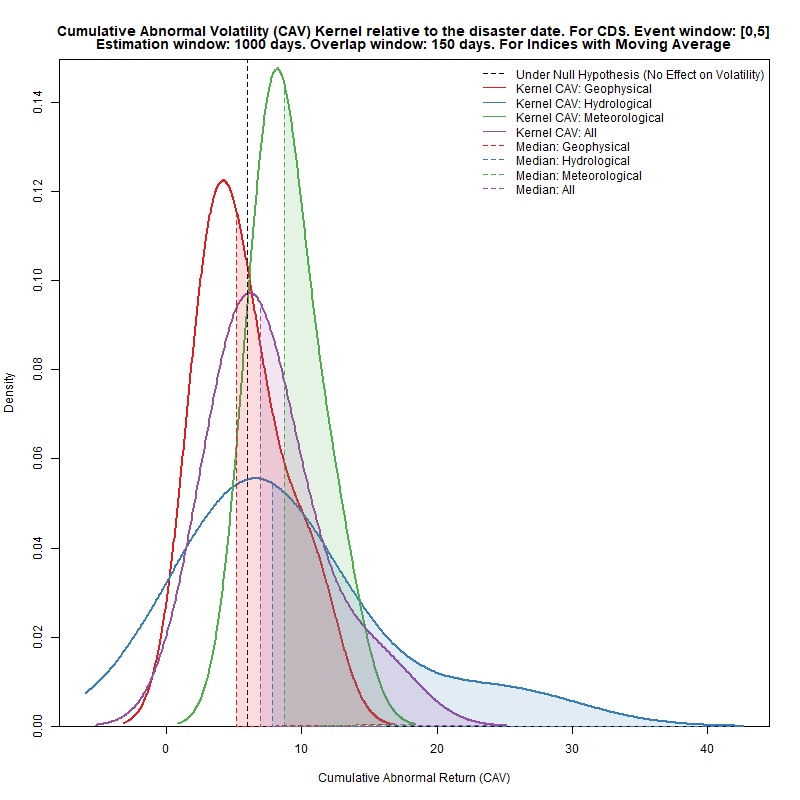 Cumulative Abnormal Volatility (CAV) Kernel relative to the disaster date. For CDS. Event window: [0,5]
Estimation window: 1000 days. Overlap window: 150 days. For Indices with Moving Average
Under Null Hypothesis (No Effect on Volatility)
Kernel CAV: Geophysical
Kernel CAV: Hydrological
Kernel CAV: Meteorological
Kernel CAV: All
Median: Geophysical
Median: Hydrological
Median: Meteorological
Median: All
Density
0.14
0.12
0.10
0.08
0.06
0.04
0.02
0.00
0
10
20
30
40
Cumulative Abnormal Return (CAV)